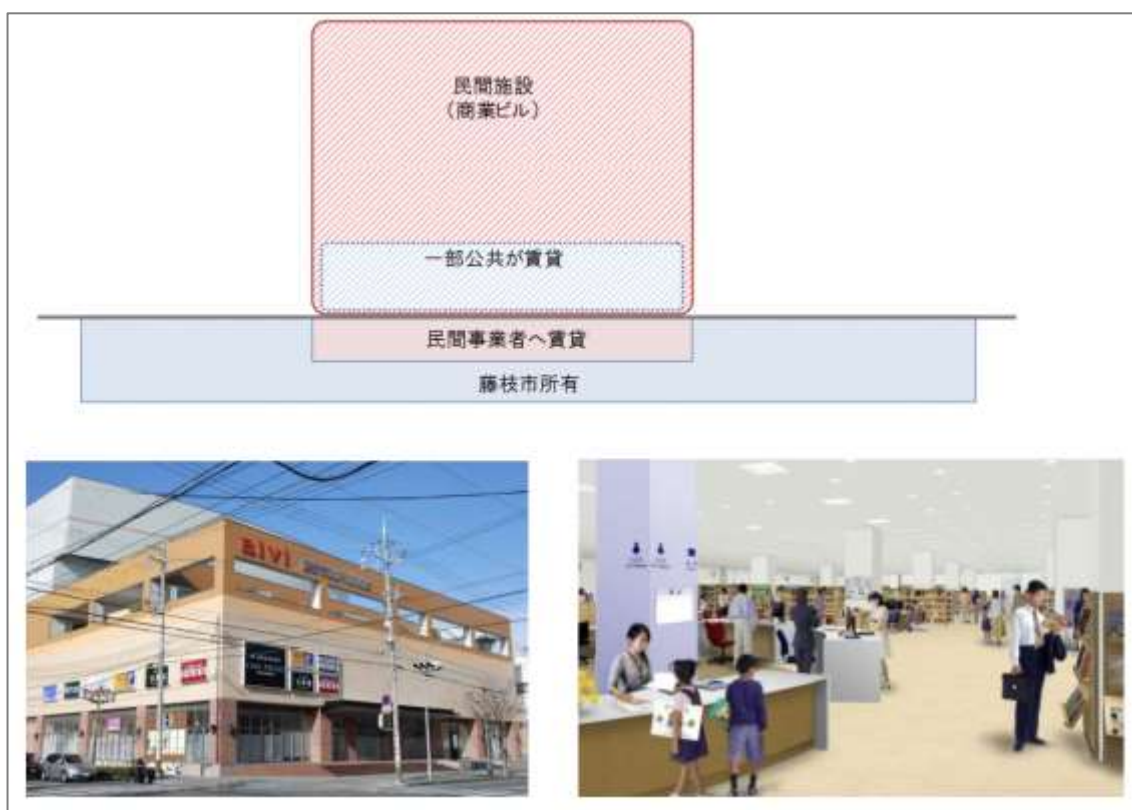 民間施設
（商業ビル）
一部公共が賃貸
民間事業者へ賃貸
藤枝市所有
BiVi